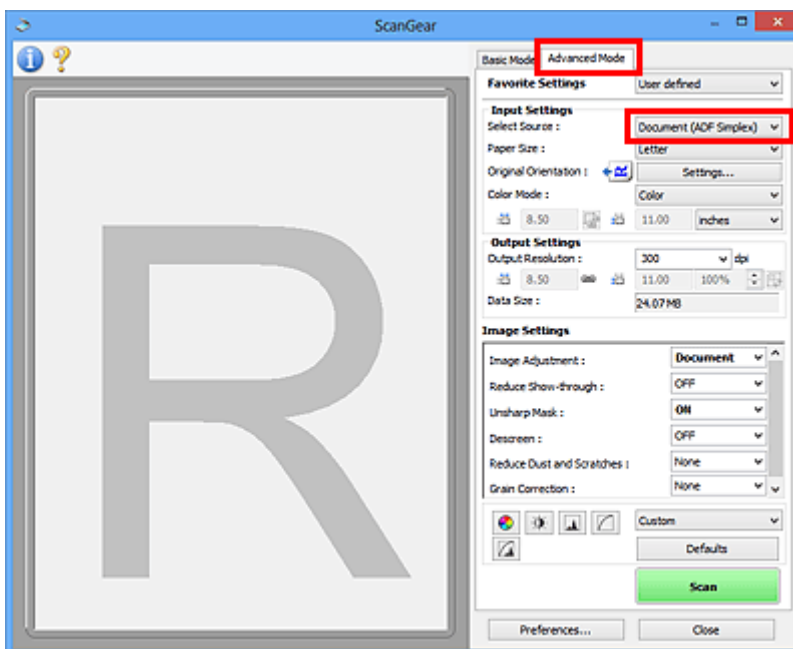 ScanGear
Basic Mode Advanced Mode
Favorite Settings User defined
Input Settings
Select Source : Document (ADF Simplex)
Paper Size : Letter
Original Orientation : Settings...
Color Mode : Color
8.50 11.00 inches
Output Settings
Output Resolution : 300 dpi
8.50 11.00 100%
Data Size : 24.07 MB
Image Settings
Image Adjustment : Document
Reduce Show-through : OFF
Unsharp Mask : ON
Descreen : OFF
Reduce Dust and Scratches : None
Grain Correction : None
Custom
Defaults
Scan
Preferences... Close
R